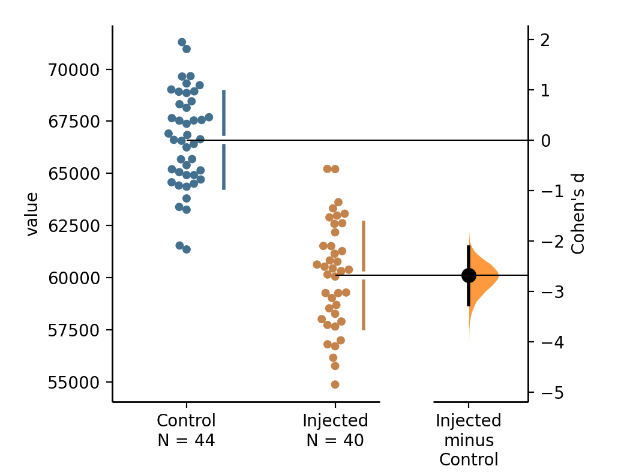 value
70000
67500
65000
62500
60000
57500
55000
Control
N = 44
Injected
N = 40
Injected
minus
Control
2
1
0
−1
−2
−3
−4
−5
Cohen's d